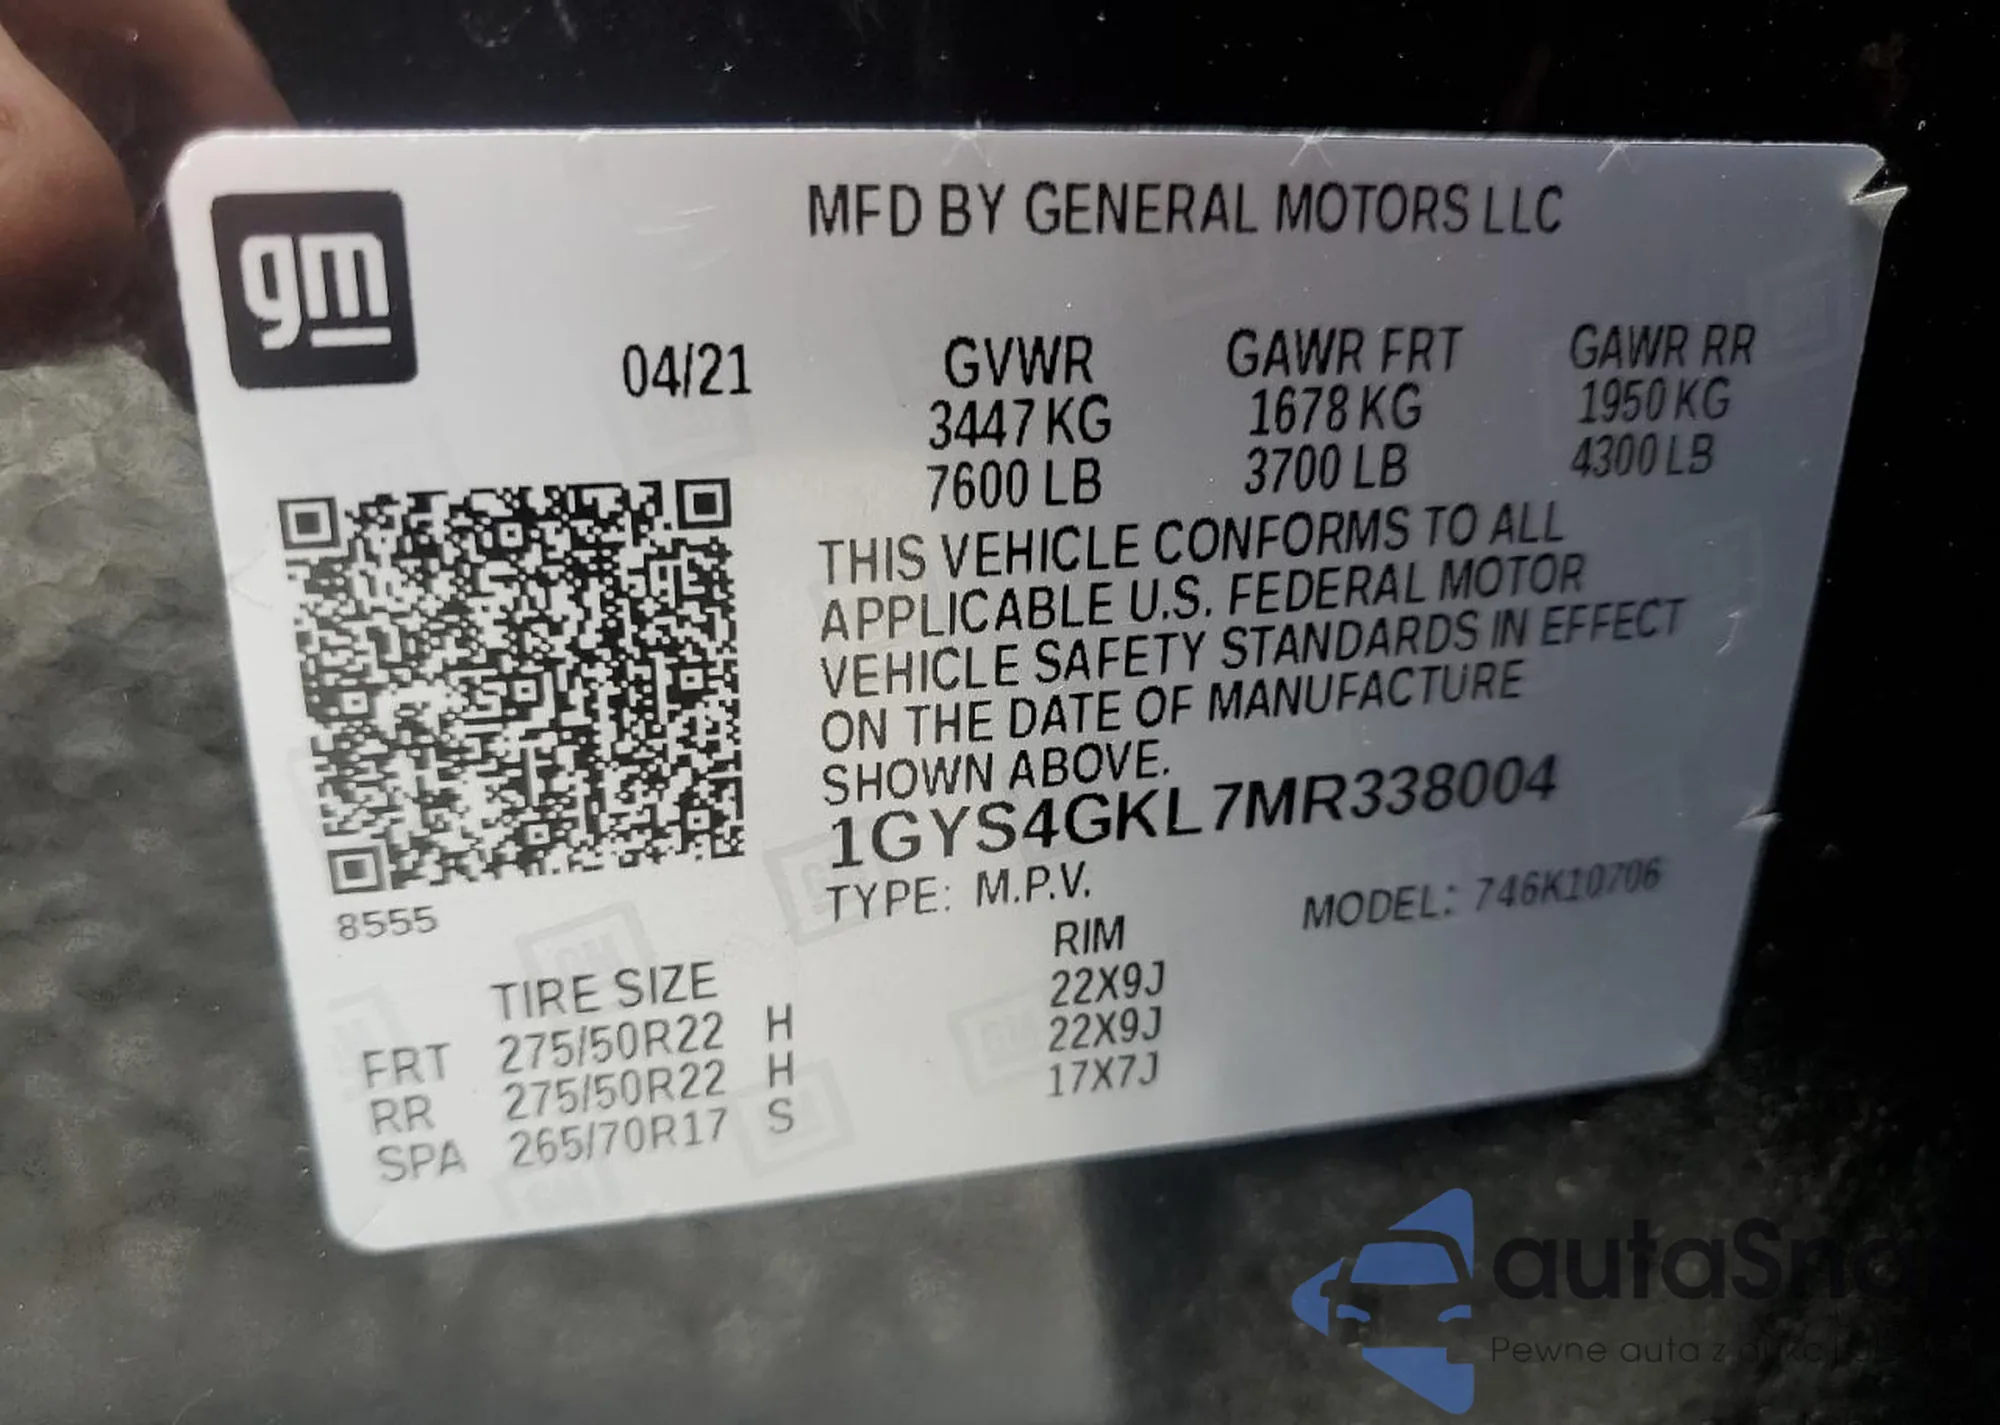 gm
MFD BY GENERAL MOTORS LLC
04/21
GVWR GAWR FRT GAWR RR
3447 KG 1678 KG 1950 KG
7600 LB 3700 LB 4300 LB
THIS VEHICLE CONFORMS TO ALL
APPLICABLE U.S. FEDERAL MOTOR
VEHICLE SAFETY STANDARDS IN EFFECT
ON THE DATE OF MANUFACTURE
SHOWN ABOVE.
1GYS4GKL7MR338004
TYPE: M.P.V. MODEL: 746K10706
8555
TIRE SIZE RIM
FRT 275/50R22 H 22X9J
RR 275/50R22 H 22X9J
SPA 265/70R17 S 17X7J
autaSna
Pewne auta z